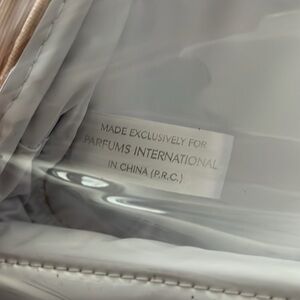 MADE EXCLUSIVELY FOR
PARFUMS INTERNATIONAL
IN CHINA (P.R.C.)